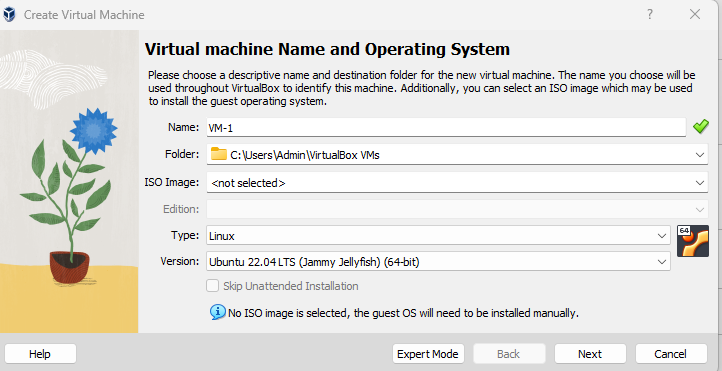 Create Virtual Machine
? ×
Virtual machine Name and Operating System
Please choose a descriptive name and destination folder for the new virtual machine. The name you choose will be
used throughout VirtualBox to identify this machine. Additionally, you can select an ISO image which may be used
to install the guest operating system.
Name: VM-1
Folder: C:\Users\Admin\VirtualBox VMs
ISO Image: <not selected>
Edition:
Type: Linux
64
Version: Ubuntu 22.04 LTS (Jammy Jellyfish) (64-bit)
Skip Unattended Installation
No ISO image is selected, the guest OS will need to be installed manually.
Help Expert Mode Back Next Cancel